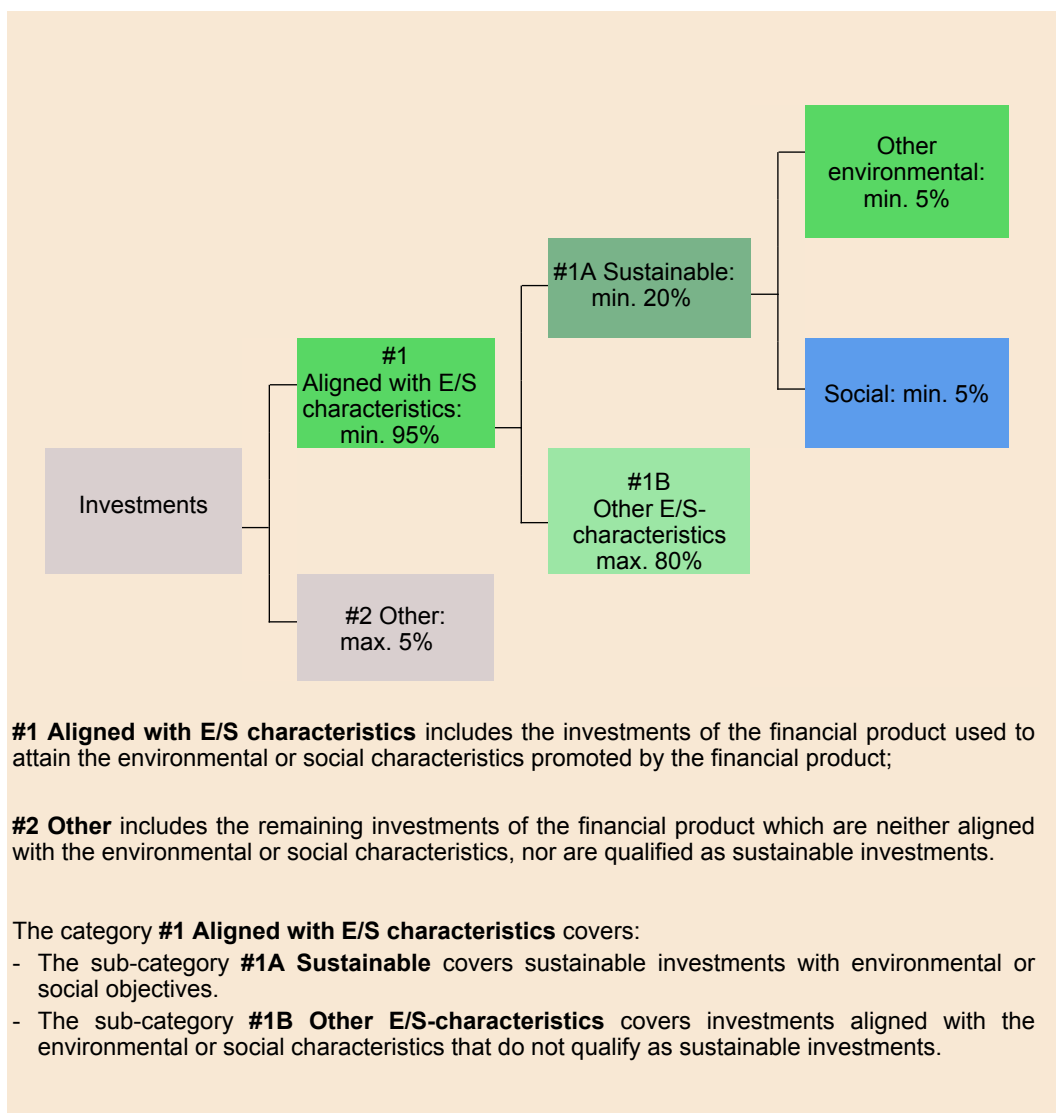 Other
environmental:
min. 5%
#1A Sustainable:
min. 20%
#1
Aligned with E/S
characteristics:
min. 95%
Social: min. 5%
Investments
#1B
Other E/S-
characteristics
max. 80%
#2 Other:
max. 5%
#1 Aligned with E/S characteristics includes the investments of the financial product used to
attain the environmental or social characteristics promoted by the financial product;
#2 Other includes the remaining investments of the financial product which are neither aligned
with the environmental or social characteristics, nor are qualified as sustainable investments.
The category #1 Aligned with E/S characteristics covers:
- The sub-category #1A Sustainable covers sustainable investments with environmental or
social objectives.
- The sub-category #1B Other E/S-characteristics covers investments aligned with the
environmental or social characteristics that do not qualify as sustainable investments.